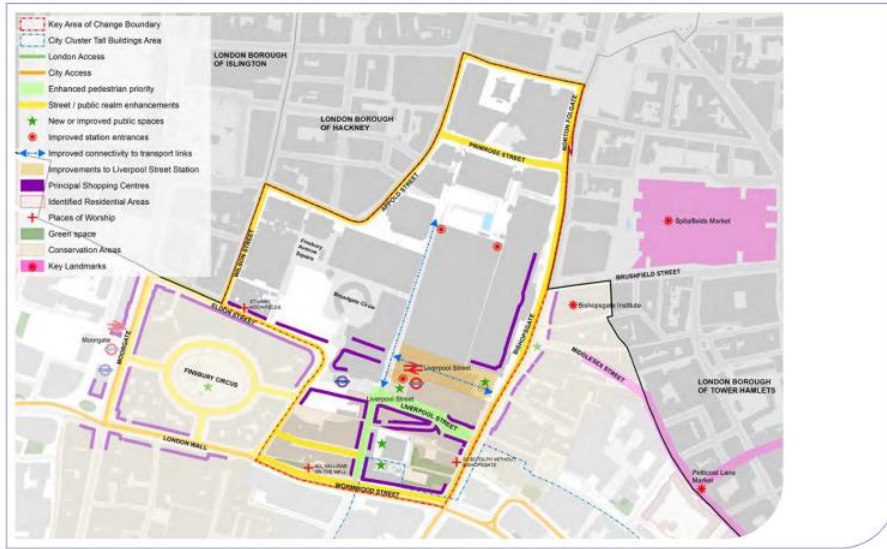 Key Area of Change Boundary
City Cluster Tall Buildings Area
London Access
City Access
Enhanced pedestrian priority
Street / public realm enhancements
New or improved public spaces
Improved station entrances
Improved connectivity to transport links
Improvements to Liverpool Street Station
Principal Shopping Centres
Identified Residential Areas
Places of Worship
Green space
Conservation Areas
Key Landmarks
LONDON BOROUGH
OF ISLINGTON
LONDON BOROUGH
OF HACKNEY
NORTON FOLGATE
PRIMROSE STREET
APPOLD STREET
Spitalfields Market
WILSON STREET
Finsbury
Avenue
Square
BRUSHFIELD STREET
Broadgate Circle
Bishopsgate Institute
ELDON STREET
BISHOPSGATE
MOORGATE
Moorgate
MIDDLESEX STREET
FINSBURY CIRCUS
Liverpool Street
LONDON BOROUGH
OF TOWER HAMLETS
Liverpool Street
LIVERPOOL STREET
LONDON WALL
ALL HALLOWS
ON THE WALL
ST BOTOLPH WITHOUT
BISHOPSGATE
Petticoat Lane
Market
WORMWOOD STREET